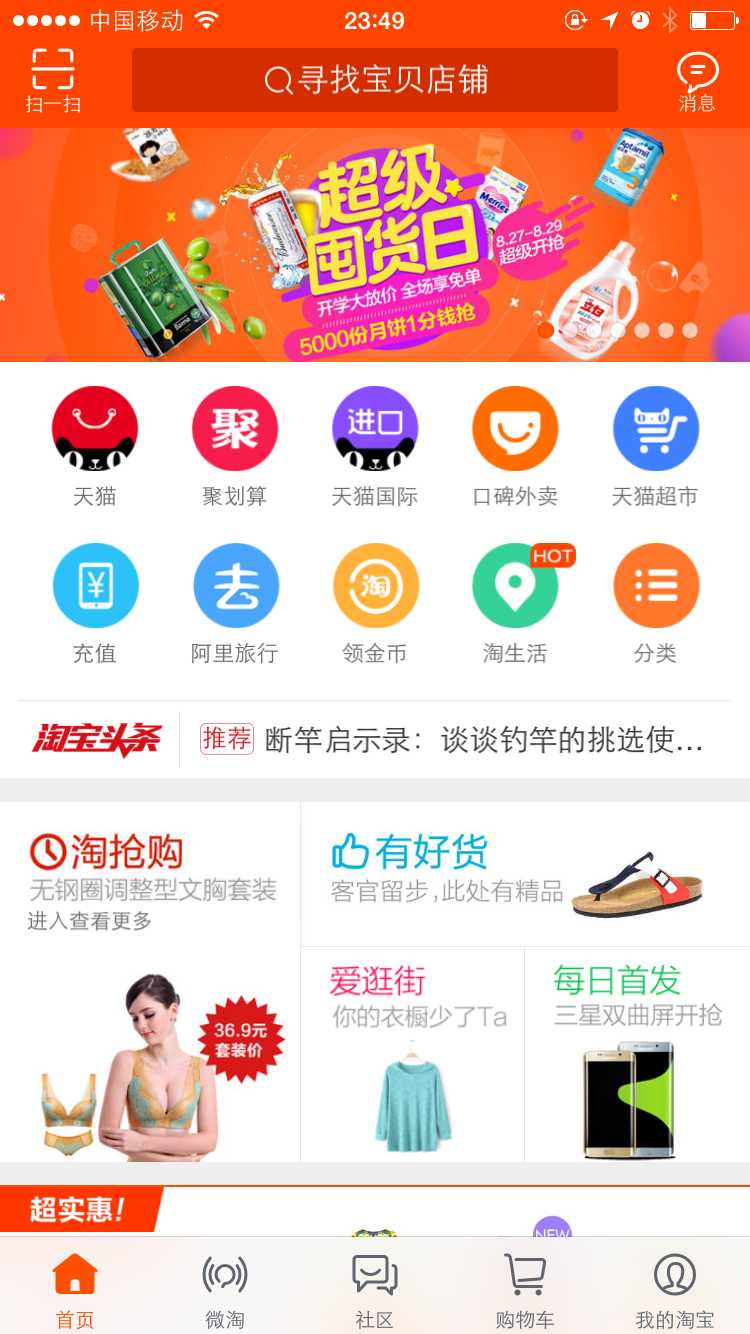 中国移动
23:49
扫一扫
寻找宝贝店铺
消息
超级
囤货日
8.27-8.29
超级开抢
开学大放价 全场享免单
5000份月饼1分钱抢
Aptamil
Merries
Budweiser
立白
进口
聚
天猫
聚划算
天猫国际
口碑外卖
天猫超市
¥
去
淘
HOT
充值
阿里旅行
领金币
淘生活
分类
淘宝头条
推荐
断竿启示录：谈谈钓竿的挑选使...
淘抢购
无钢圈调整型文胸套装
进入查看更多
36.9元
套装价
有好货
客官留步,此处有精品
爱逛街
你的衣橱少了Ta
每日首发
三星双曲屏开抢
超实惠!
NEW
首页
微淘
社区
购物车
我的淘宝